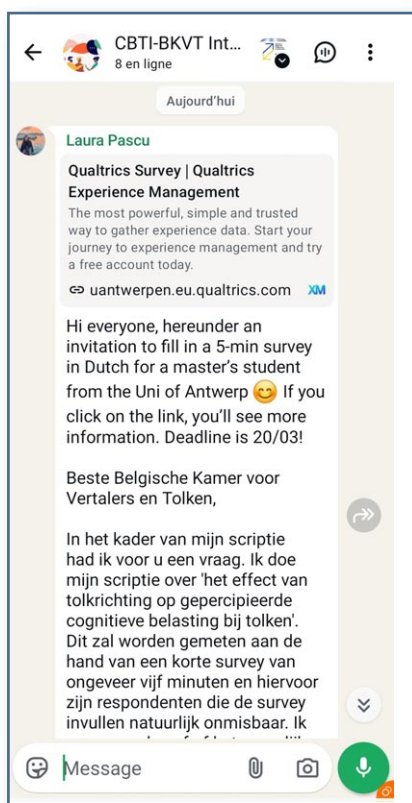 CBTI-BKVT Int...
8 en ligne
Aujourd'hui
Laura Pascu
Qualtrics Survey | Qualtrics
Experience Management
The most powerful, simple and trusted
way to gather experience data. Start your
journey to experience management and try
a free account today.
uantwerpen.eu.qualtrics.com XM
Hi everyone, hereunder an
invitation to fill in a 5-min survey
in Dutch for a master's student
from the Uni of Antwerp 😊 If you
click on the link, you'll see more
information. Deadline is 20/03!
Beste Belgische Kamer voor
Vertalers en Tolken,
In het kader van mijn scriptie
had ik voor u een vraag. Ik doe
mijn scriptie over 'het effect van
tolkrichting op gepercipieerde
cognitieve belasting bij tolken'.
Dit zal worden gemeten aan de
hand van een korte survey van
ongeveer vijf minuten en hiervoor
zijn respondenten die de survey
invullen natuurlijk onmisbaar. Ik
Message